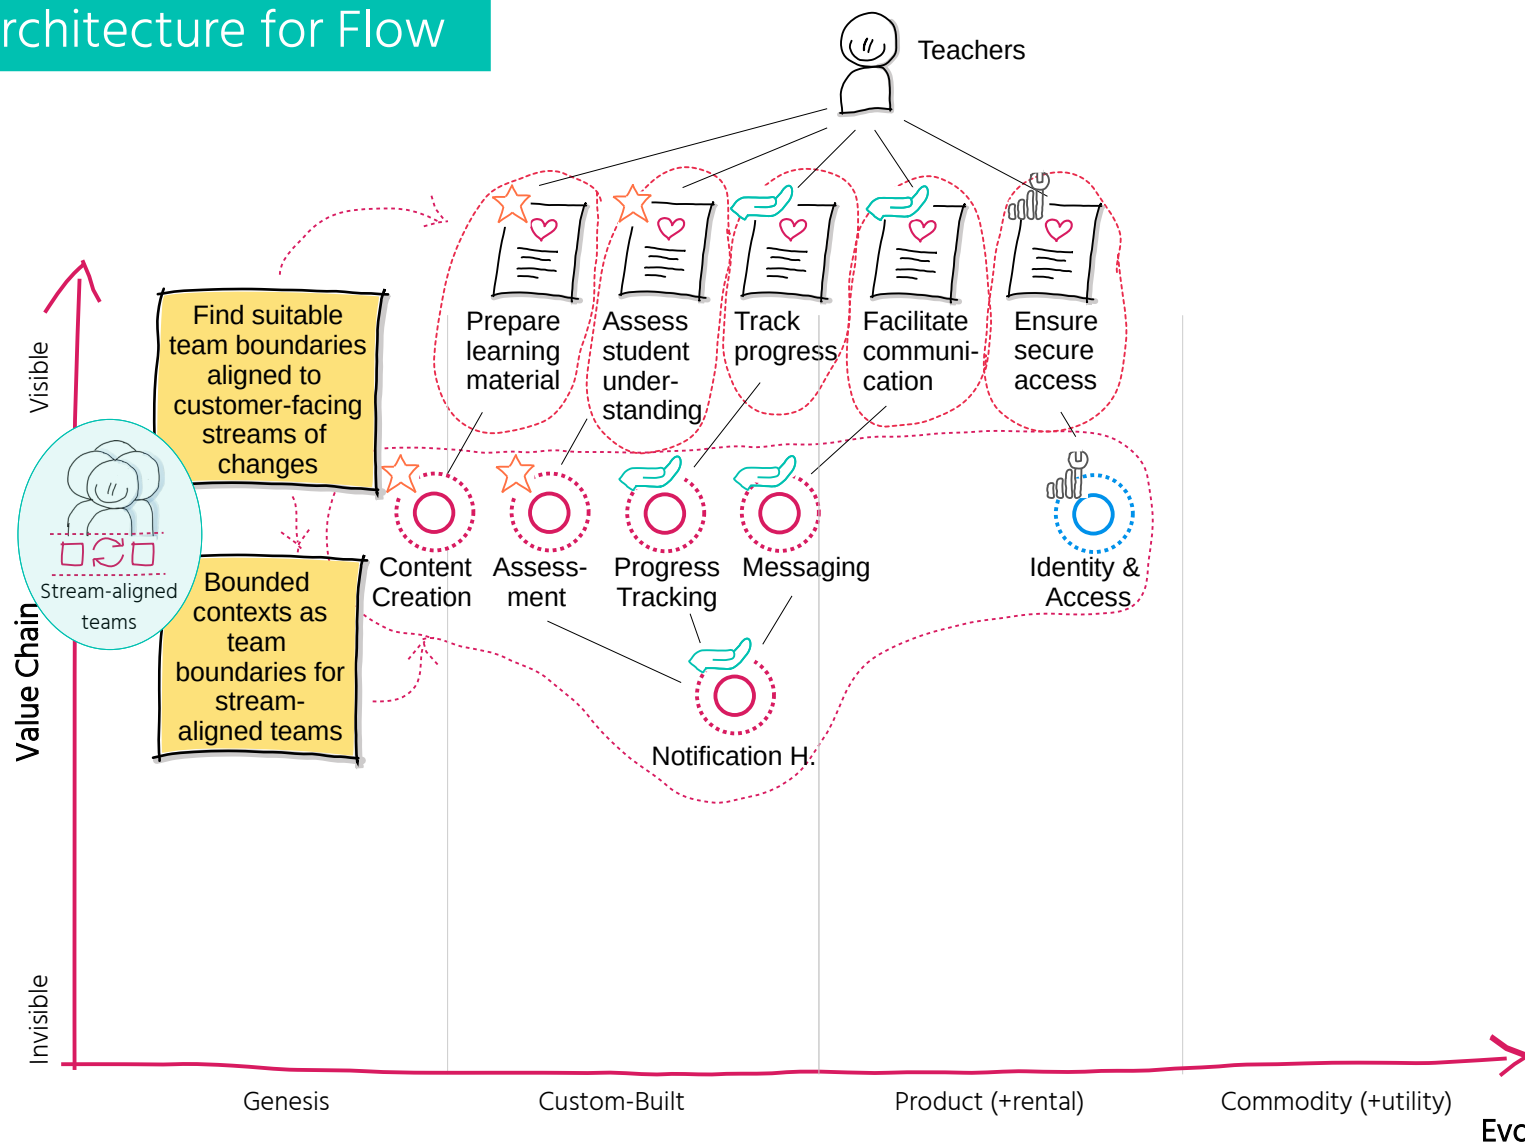 rchitecture for Flow
Teachers
Find suitable
team boundaries
aligned to
customer-facing
streams of
changes
Prepare
learning
material
Assess
student
under-
standing
Track
progress
Facilitate
communi-
cation
Ensure
secure
access
Visible
Stream-aligned
teams
Value Chain
Bounded
contexts as
team
boundaries for
stream-
aligned teams
Content
Creation
Assess-
ment
Progress
Tracking
Messaging
Identity &
Access
Notification H.
Invisible
Genesis
Custom-Built
Product (+rental)
Commodity (+utility)
Evo